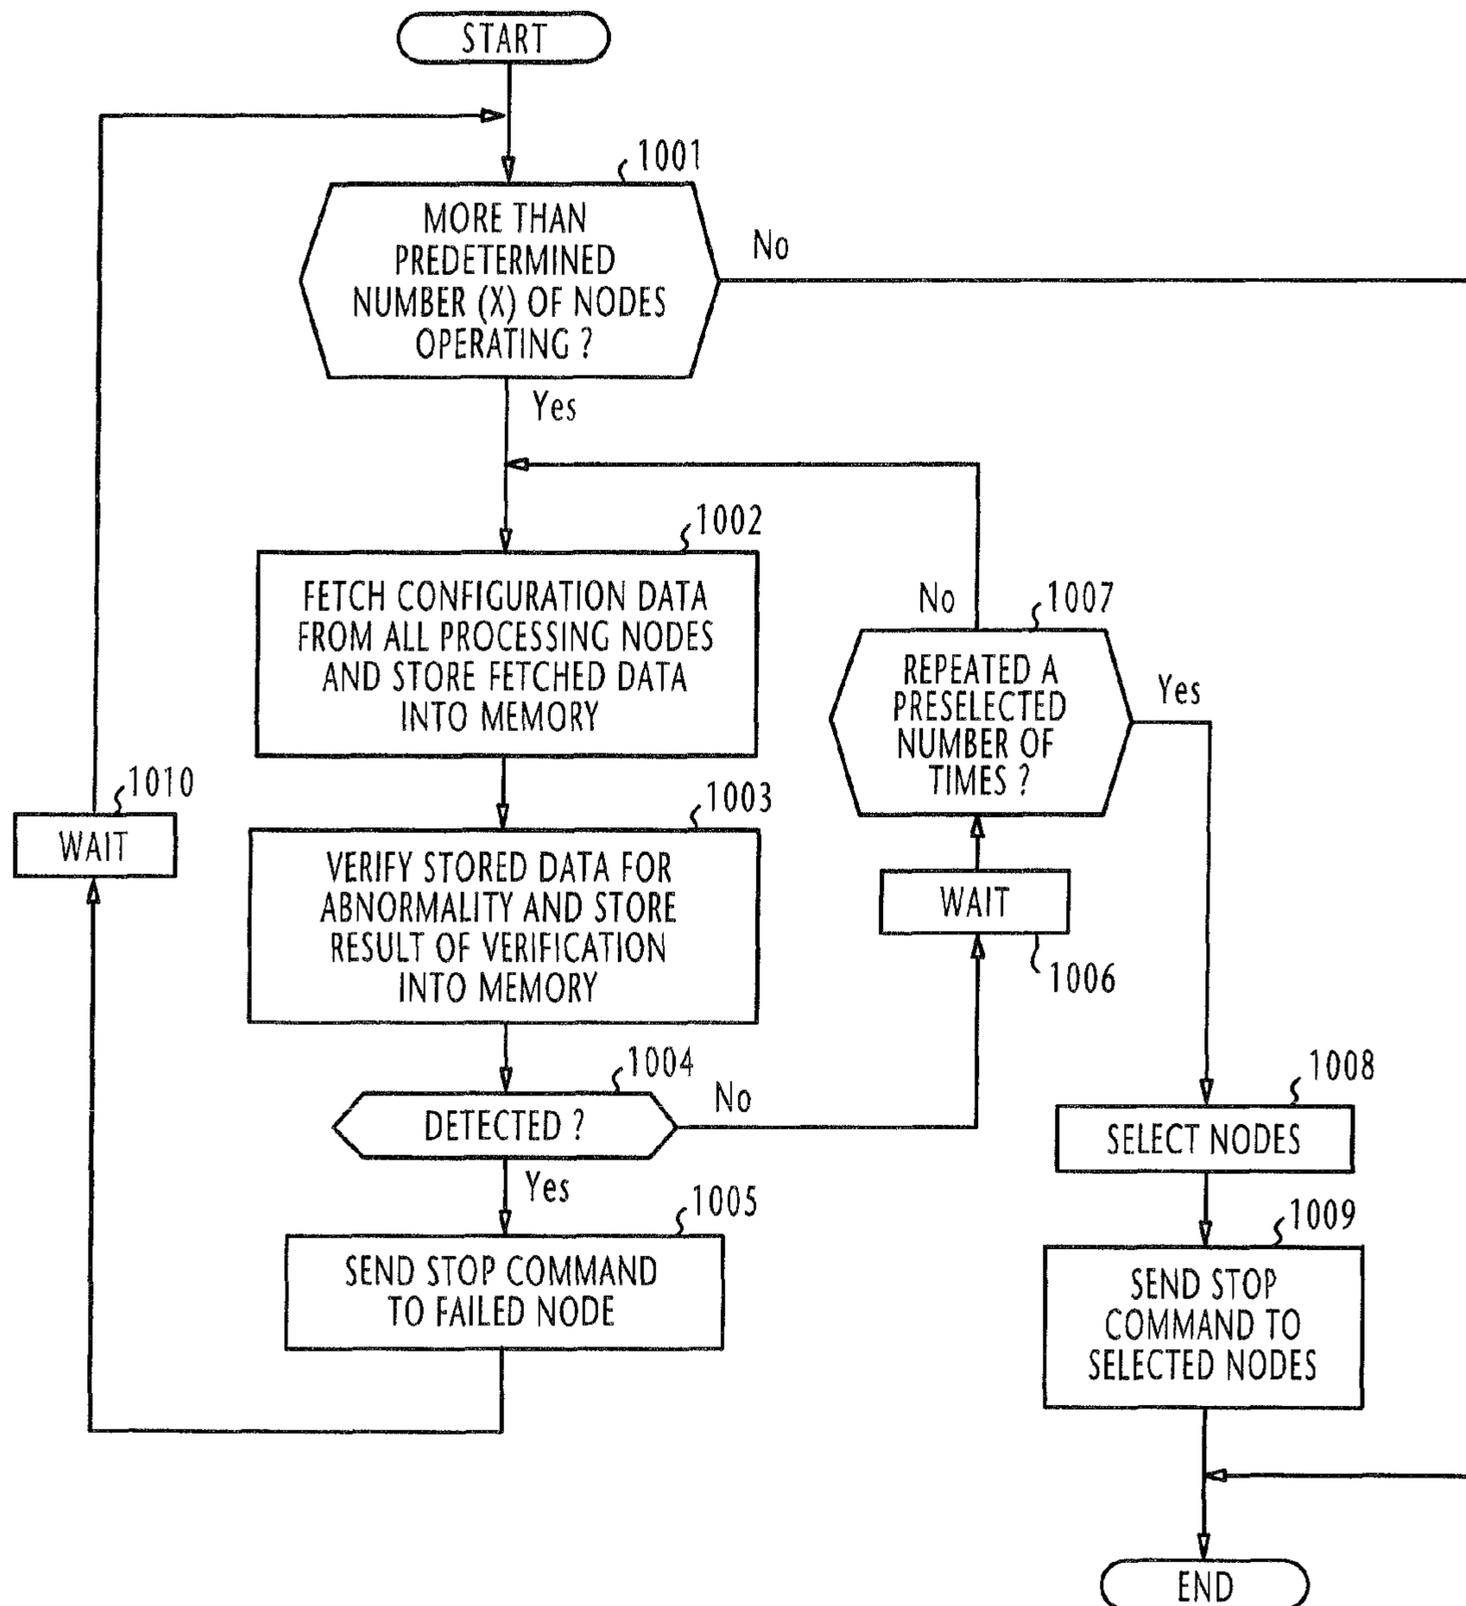 START
1001
MORE THAN
PREDETERMINED
NUMBER (X) OF NODES
OPERATING ?
No
Yes
1002
FETCH CONFIGURATION DATA
FROM ALL PROCESSING NODES
AND STORE FETCHED DATA
INTO MEMORY
No
1007
REPEATED A
PRESELECTED
NUMBER OF
TIMES ?
Yes
1010
WAIT
1003
VERIFY STORED DATA FOR
ABNORMALITY AND STORE
RESULT OF VERIFICATION
INTO MEMORY
WAIT
1006
1004
DETECTED ?
No
Yes
1008
SELECT NODES
1005
SEND STOP COMMAND
TO FAILED NODE
1009
SEND STOP
COMMAND TO
SELECTED NODES
END